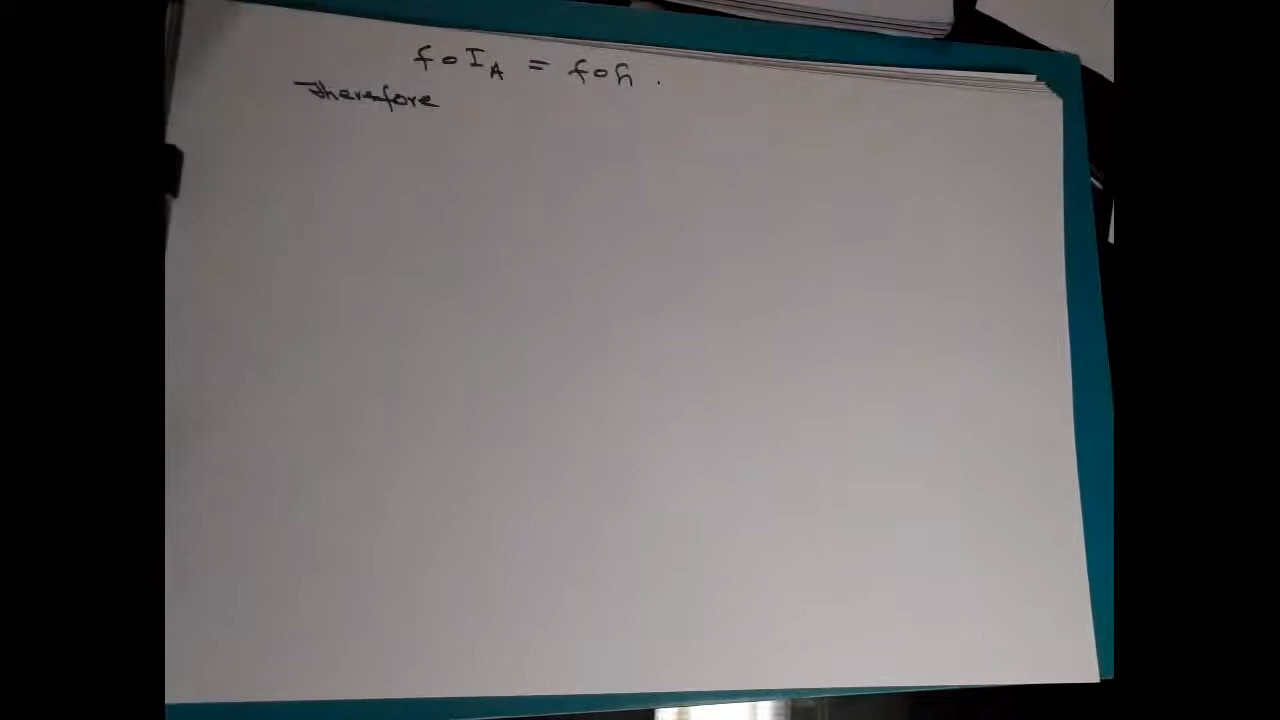 f o I_A = f o h .
Therefore